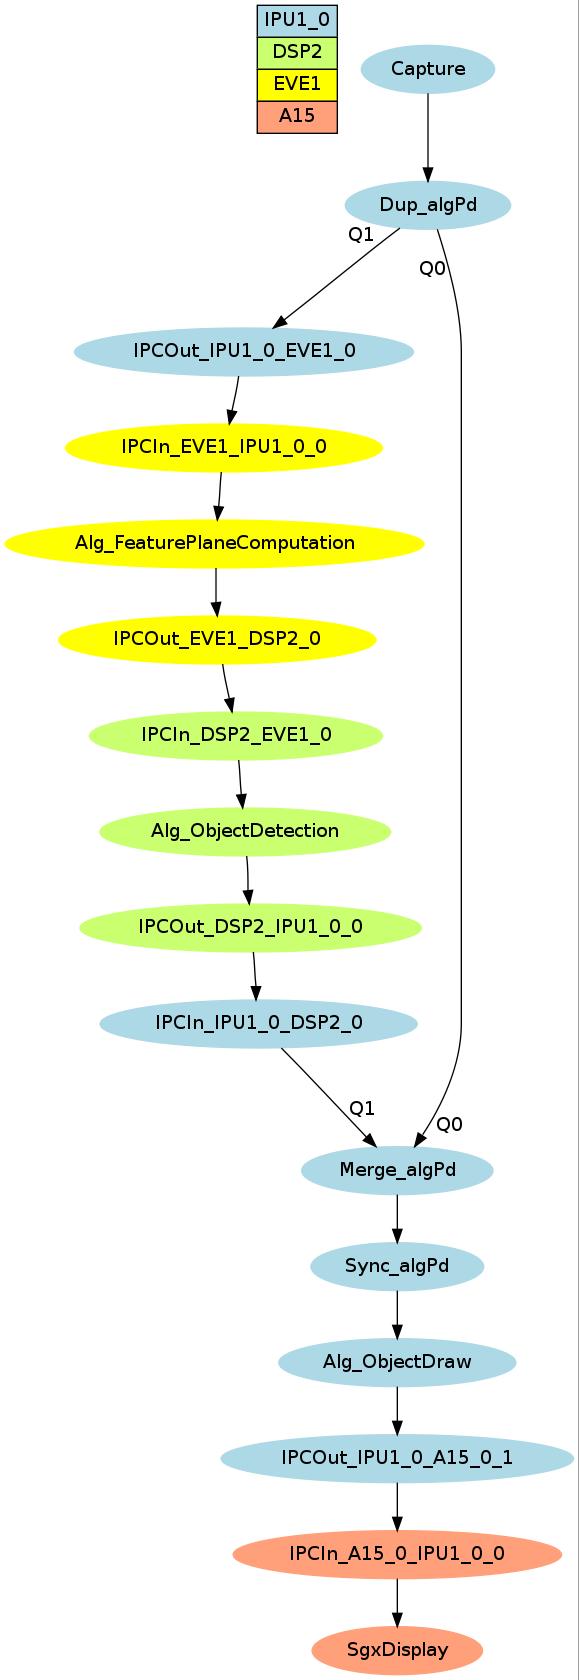 IPU1_0
DSP2
EVE1
A15
Capture
Dup_algPd
Q1
Q0
IPCOut_IPU1_0_EVE1_0
IPCIn_EVE1_IPU1_0_0
Alg_FeaturePlaneComputation
IPCOut_EVE1_DSP2_0
IPCIn_DSP2_EVE1_0
Alg_ObjectDetection
IPCOut_DSP2_IPU1_0_0
IPCIn_IPU1_0_DSP2_0
Q1
Q0
Merge_algPd
Sync_algPd
Alg_ObjectDraw
IPCOut_IPU1_0_A15_0_1
IPCIn_A15_0_IPU1_0_0
SgxDisplay